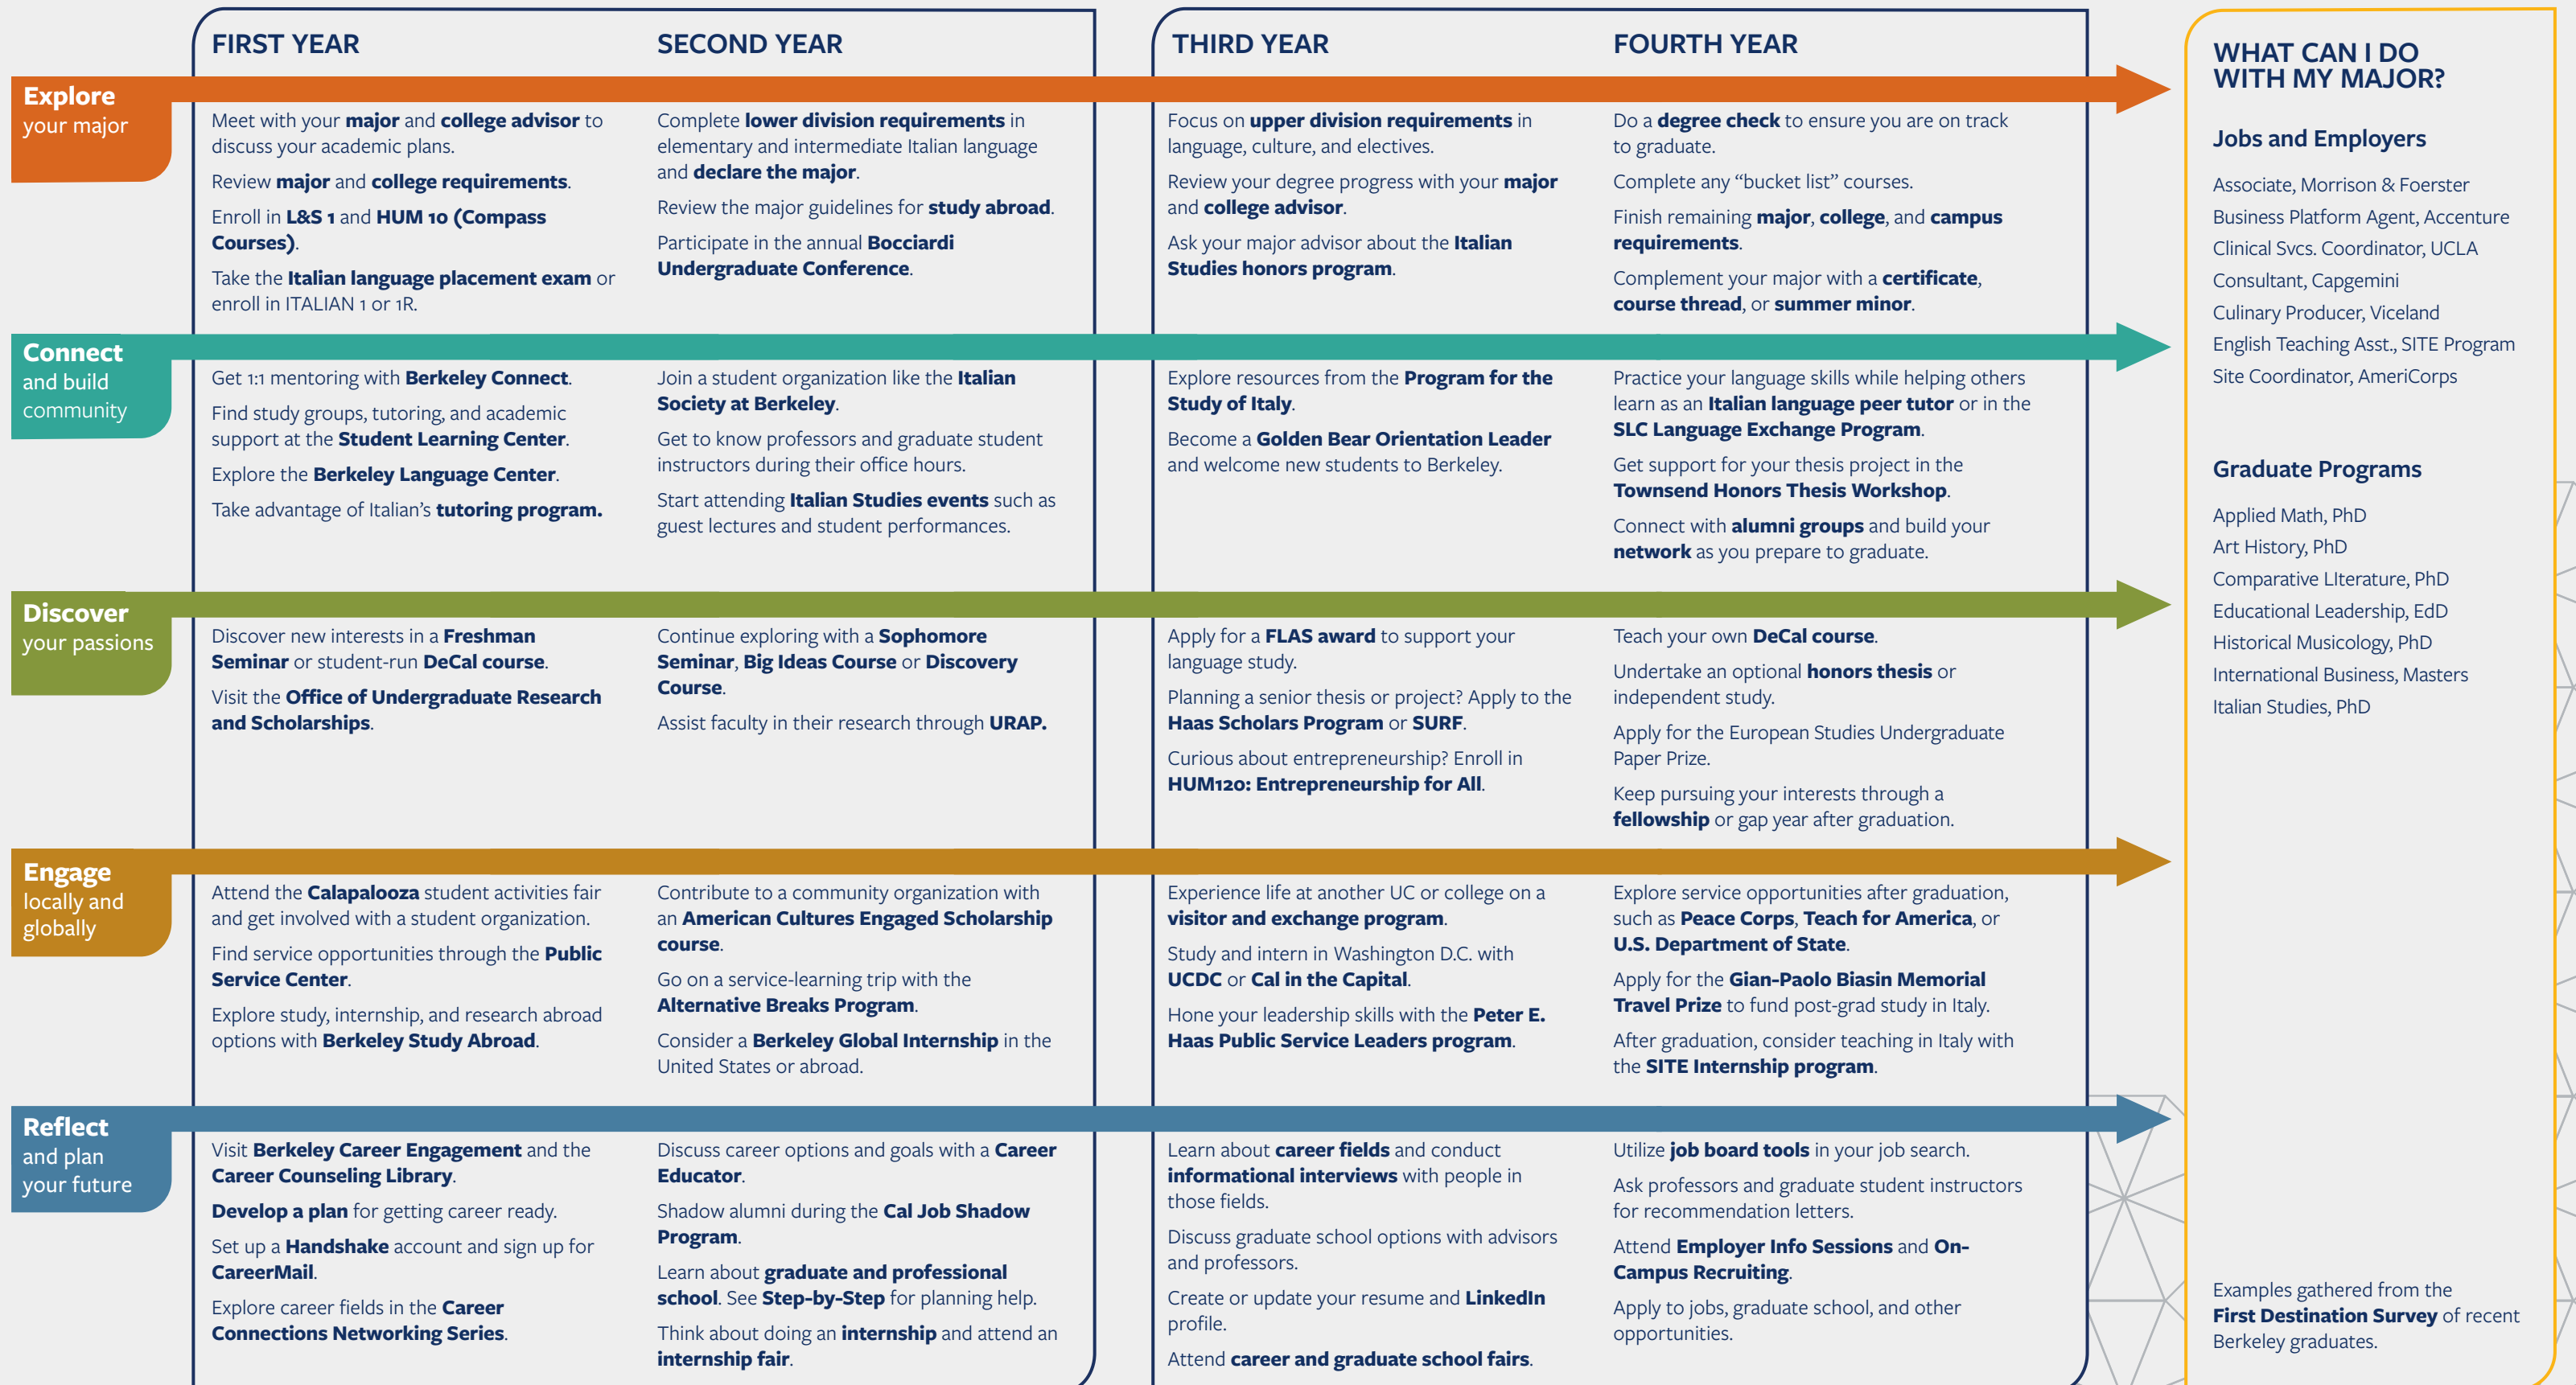 FIRST YEAR
SECOND YEAR
THIRD YEAR
FOURTH YEAR
Explore
your major
Meet with your major and college advisor to
discuss your academic plans.
Review major and college requirements.
Enroll in L&S 1 and HUM 10 (Compass
Courses).
Take the Italian language placement exam or
enroll in ITALIAN 1 or 1R.
Complete lower division requirements in
elementary and intermediate Italian language
and declare the major.
Review the major guidelines for study abroad.
Participate in the annual Bocciardi
Undergraduate Conference.
Focus on upper division requirements in
language, culture, and electives.
Review your degree progress with your major
and college advisor.
Ask your major advisor about the Italian
Studies honors program.
Do a degree check to ensure you are on track
to graduate.
Complete any “bucket list” courses.
Finish remaining major, college, and campus
requirements.
Complement your major with a certificate,
course thread, or summer minor.
Connect
and build
community
Get 1:1 mentoring with Berkeley Connect.
Find study groups, tutoring, and academic
support at the Student Learning Center.
Explore the Berkeley Language Center.
Take advantage of Italian’s tutoring program.
Join a student organization like the Italian
Society at Berkeley.
Get to know professors and graduate student
instructors during their office hours.
Start attending Italian Studies events such as
guest lectures and student performances.
Explore resources from the Program for the
Study of Italy.
Become a Golden Bear Orientation Leader
and welcome new students to Berkeley.
Practice your language skills while helping others
learn as an Italian language peer tutor or in the
SLC Language Exchange Program.
Get support for your thesis project in the
Townsend Honors Thesis Workshop.
Connect with alumni groups and build your
network as you prepare to graduate.
Discover
your passions
Discover new interests in a Freshman
Seminar or student-run DeCal course.
Visit the Office of Undergraduate Research
and Scholarships.
Continue exploring with a Sophomore
Seminar, Big Ideas Course or Discovery
Course.
Assist faculty in their research through URAP.
Apply for a FLAS award to support your
language study.
Planning a senior thesis or project? Apply to the
Haas Scholars Program or SURF.
Curious about entrepreneurship? Enroll in
HUM120: Entrepreneurship for All.
Teach your own DeCal course.
Undertake an optional honors thesis or
independent study.
Apply for the European Studies Undergraduate
Paper Prize.
Keep pursuing your interests through a
fellowship or gap year after graduation.
Engage
locally and
globally
Attend the Calapalooza student activities fair
and get involved with a student organization.
Find service opportunities through the Public
Service Center.
Explore study, internship, and research abroad
options with Berkeley Study Abroad.
Contribute to a community organization with
an American Cultures Engaged Scholarship
course.
Go on a service-learning trip with the
Alternative Breaks Program.
Consider a Berkeley Global Internship in the
United States or abroad.
Experience life at another UC or college on a
visitor and exchange program.
Study and intern in Washington D.C. with
UCDC or Cal in the Capital.
Hone your leadership skills with the Peter E.
Haas Public Service Leaders program.
Explore service opportunities after graduation,
such as Peace Corps, Teach for America, or
U.S. Department of State.
Apply for the Gian-Paolo Biasin Memorial
Travel Prize to fund post-grad study in Italy.
After graduation, consider teaching in Italy with
the SITE Internship program.
Reflect
and plan
your future
Visit Berkeley Career Engagement and the
Career Counseling Library.
Develop a plan for getting career ready.
Set up a Handshake account and sign up for
CareerMail.
Explore career fields in the Career
Connections Networking Series.
Discuss career options and goals with a Career
Educator.
Shadow alumni during the Cal Job Shadow
Program.
Learn about graduate and professional
school. See Step-by-Step for planning help.
Think about doing an internship and attend an
internship fair.
Learn about career fields and conduct
informational interviews with people in
those fields.
Discuss graduate school options with advisors
and professors.
Create or update your resume and LinkedIn
profile.
Attend career and graduate school fairs.
Utilize job board tools in your job search.
Ask professors and graduate student instructors
for recommendation letters.
Attend Employer Info Sessions and On-
Campus Recruiting.
Apply to jobs, graduate school, and other
opportunities.
WHAT CAN I DO
WITH MY MAJOR?
Jobs and Employers
Associate, Morrison & Foerster
Business Platform Agent, Accenture
Clinical Svcs. Coordinator, UCLA
Consultant, Capgemini
Culinary Producer, Viceland
English Teaching Asst., SITE Program
Site Coordinator, AmeriCorps
Graduate Programs
Applied Math, PhD
Art History, PhD
Comparative LIterature, PhD
Educational Leadership, EdD
Historical Musicology, PhD
International Business, Masters
Italian Studies, PhD
Examples gathered from the
First Destination Survey of recent
Berkeley graduates.